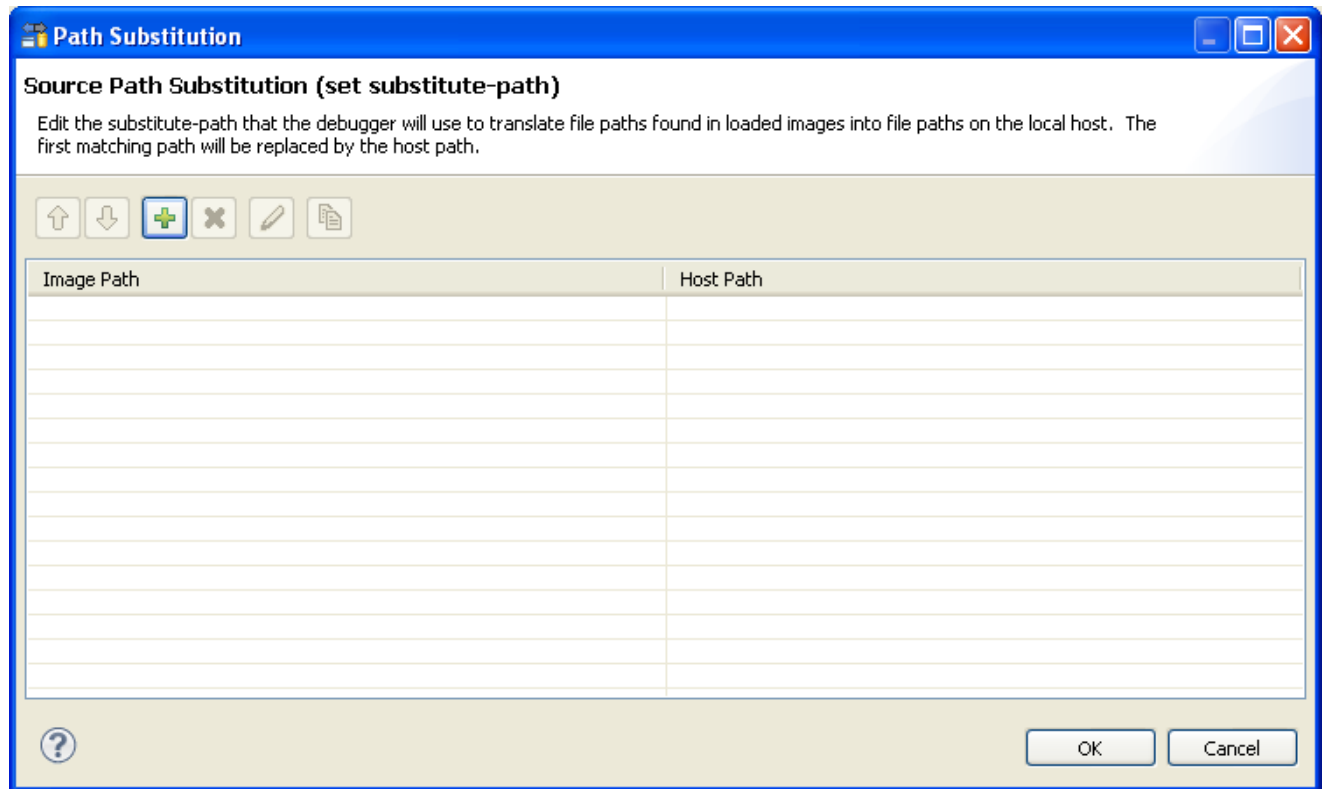 Path Substitution
Source Path Substitution (set substitute-path)
Edit the substitute-path that the debugger will use to translate file paths found in loaded images into file paths on the local host.  The
first matching path will be replaced by the host path.
Image Path
Host Path
?
OK
Cancel